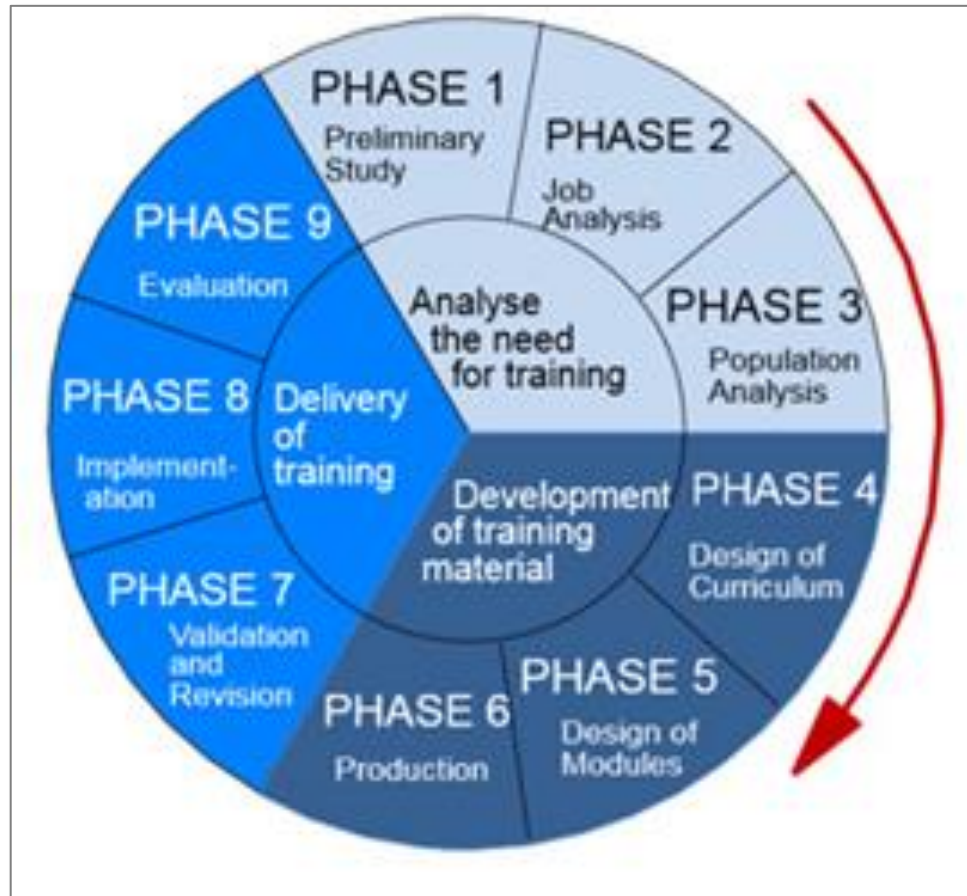 PHASE 1
Preliminary
Study
PHASE 2
Job
Analysis
PHASE 3
Population
Analysis
Analyse
the need
for training
PHASE 4
Design of
Curriculum
PHASE 5
Design of
Modules
PHASE 6
Production
Development
of training
material
PHASE 7
Validation
and
Revision
PHASE 8
Implement-
ation
PHASE 9
Evaluation
Delivery
of
training